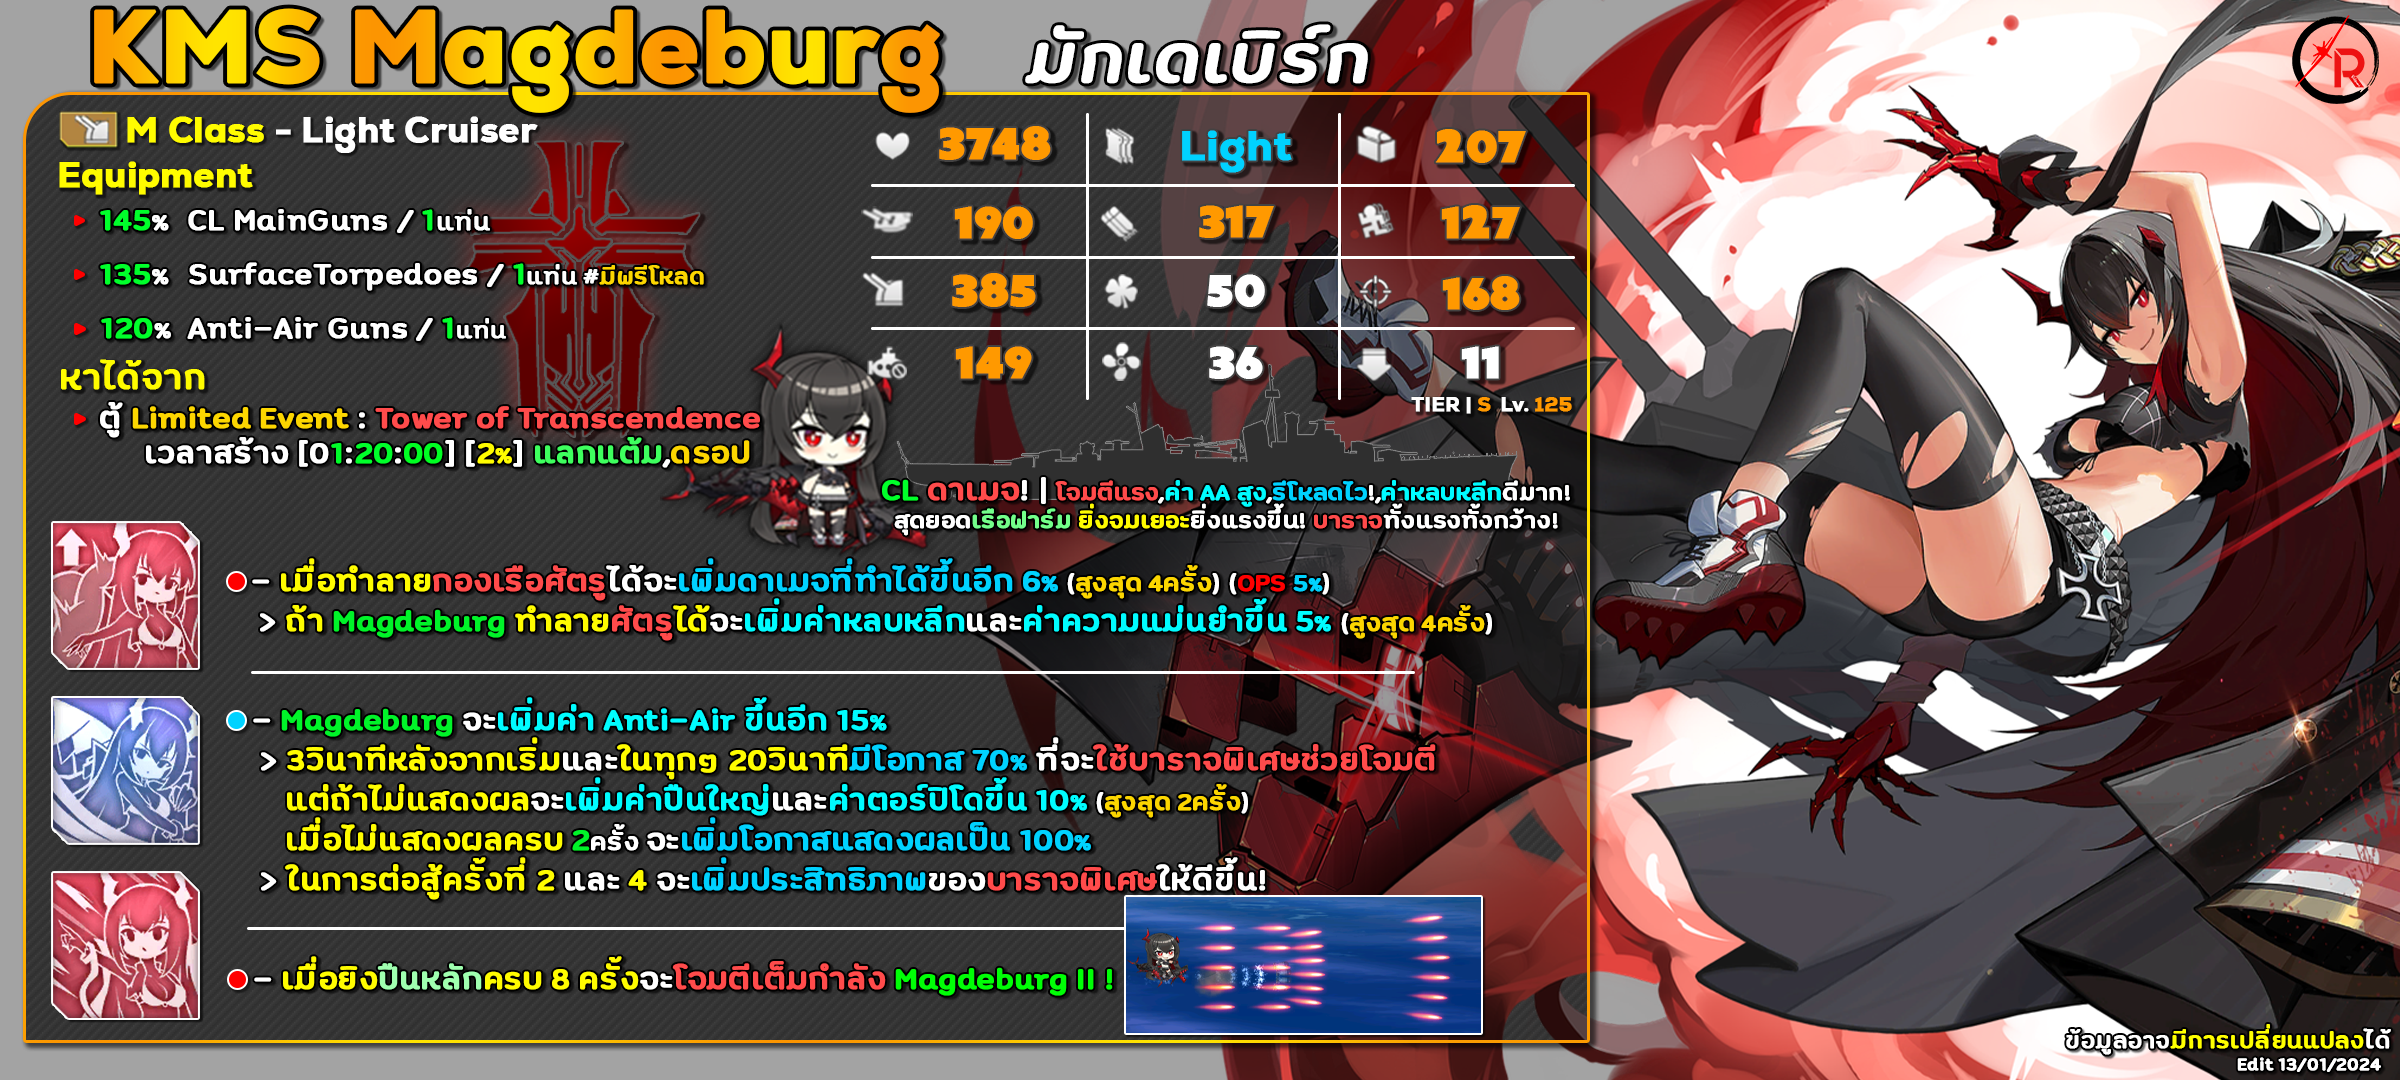 KMS Magdeburg
มักเดเบิร์ก
M Class - Light Cruiser
Equipment
145% CL MainGuns / 1แท่น
135% SurfaceTorpedoes / 1แท่น #มีพรีโหลด
120% Anti-Air Guns / 1แท่น
หาได้จาก
ตู้ Limited Event : Tower of Transcendence
เวลาสร้าง [01:20:00] [2%] แลกแต้ม,ดรอป
3748 Light 207
190 317 127
385 50 168
149 36 11
TIER | S Lv. 125
CL ดาเมจ! | โจมตีแรง,ค่า AA สูง,รีโหลดไว!,ค่าหลบหลีกดีมาก!
สุดยอดเรือฟาร์ม ยิ่งจมเยอะยิ่งแรงขึ้น! บาราจทั้งแรงทั้งกว้าง!
- เมื่อทำลายกองเรือศัตรูได้จะเพิ่มดาเมจที่ทำได้ขึ้นอีก 6% (สูงสุด 4ครั้ง) (OPS 5%)
> ถ้า Magdeburg ทำลายศัตรูได้จะเพิ่มค่าหลบหลีกและค่าความแม่นยำขึ้น 5% (สูงสุด 4ครั้ง)
- Magdeburg จะเพิ่มค่า Anti-Air ขึ้นอีก 15%
> 3วินาทีหลังจากเริ่มและในทุกๆ 20วินาทีมีโอกาส 70% ที่จะใช้บาราจพิเศษช่วยโจมตี
แต่ถ้าไม่แสดงผลจะเพิ่มค่าปืนใหญ่และค่าตอร์ปิโดขึ้น 10% (สูงสุด 2ครั้ง)
เมื่อไม่แสดงผลครบ 2ครั้ง จะเพิ่มโอกาสแสดงผลเป็น 100%
> ในการต่อสู้ครั้งที่ 2 และ 4 จะเพิ่มประสิทธิภาพของบาราจพิเศษให้ดีขึ้น!
- เมื่อยิงปืนหลักครบ 8 ครั้งจะโจมตีเต็มกำลัง Magdeburg II !
R
ข้อมูลอาจมีการเปลี่ยนแปลงได้
Edit 13/01/2024